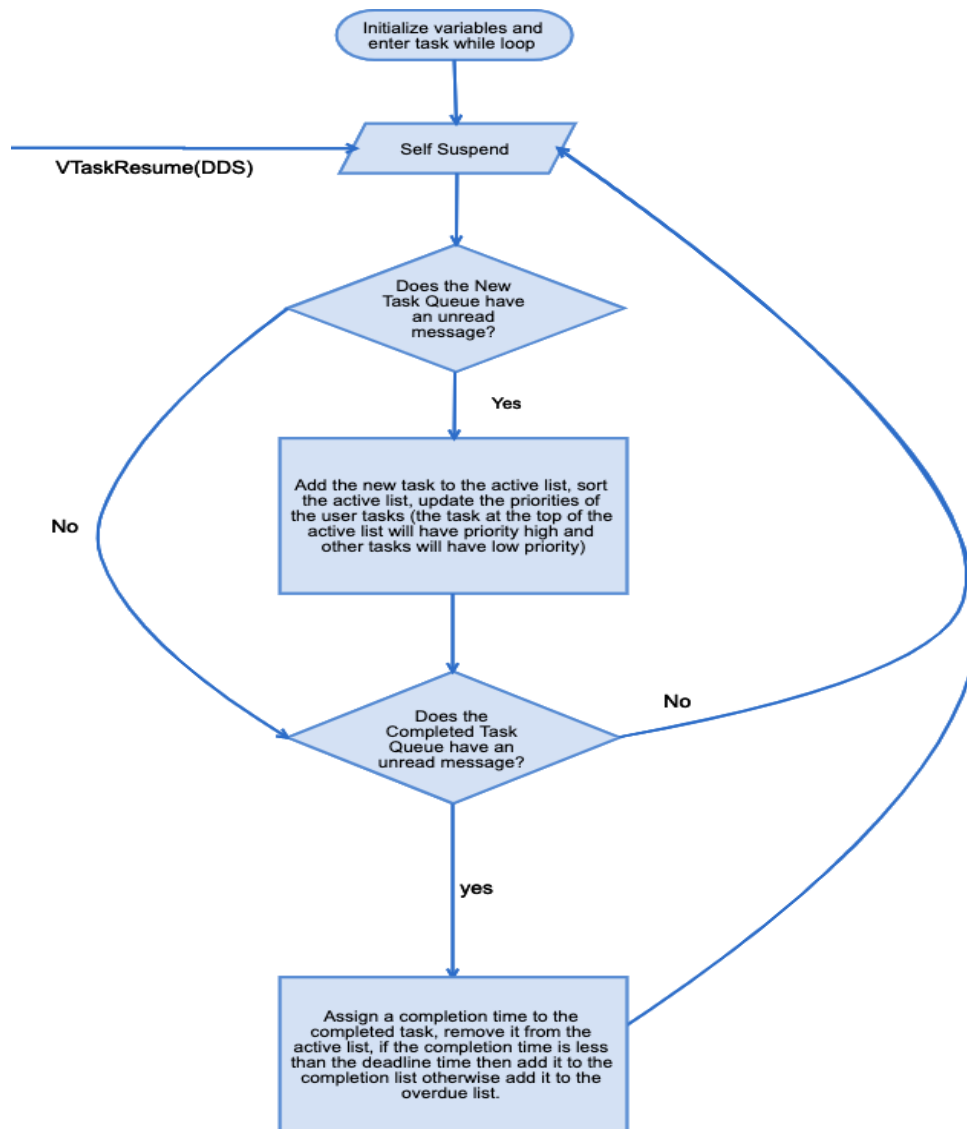 Initialize variables and
enter task while loop
Self Suspend
VTaskResume(DDS)
Does the New
Task Queue have
an unread
message?
Yes
Add the new task to the active list, sort
the active list, update the priorities of
the user tasks (the task at the top of the
active list will have priority high and
other tasks will have low priority)
No
Does the
Completed Task
Queue have an
unread message?
No
yes
Assign a completion time to the
completed task, remove it from the
active list, if the completion time is less
than the deadline time then add it to the
completion list otherwise add it to the
overdue list.